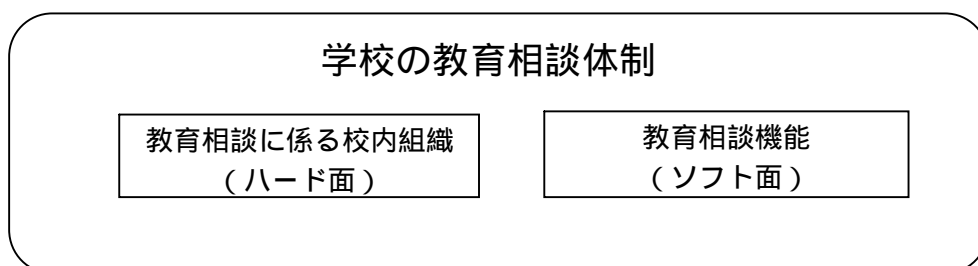 学校の教育相談体制
教育相談に係る校内組織
（ハード面）
教育相談機能
（ソフト面）